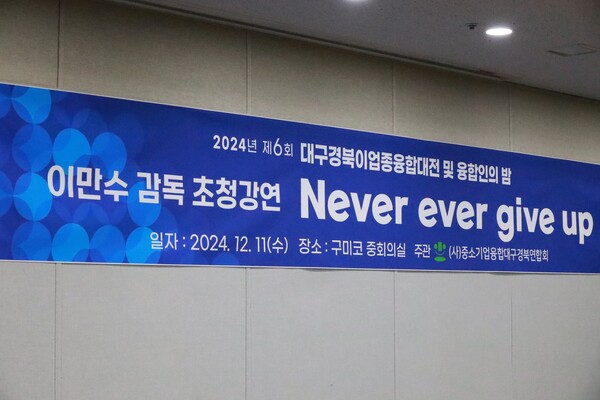 2024년 제6회 대구경북이업종융합대전 및 융합인의 밤
이만수 감독 초청강연 Never ever give up
일자 : 2024. 12. 11(수) 장소 : 구미코 중회의실 주관 (사)중소기업융합대구경북연합회